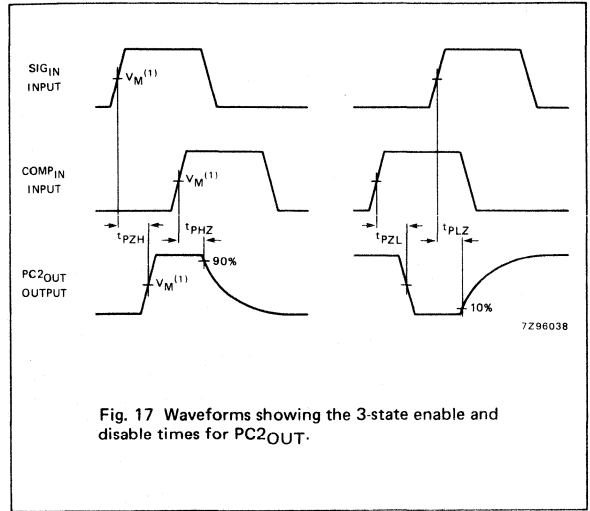 SIGIN
INPUT
VM(1)
COMPIN
INPUT
VM(1)
tPZH
tPHZ
tPZL
tPLZ
PC2OUT
OUTPUT
VM(1)
90%
10%
7Z96038
Fig. 17 Waveforms showing the 3-state enable and
disable times for PC2OUT.